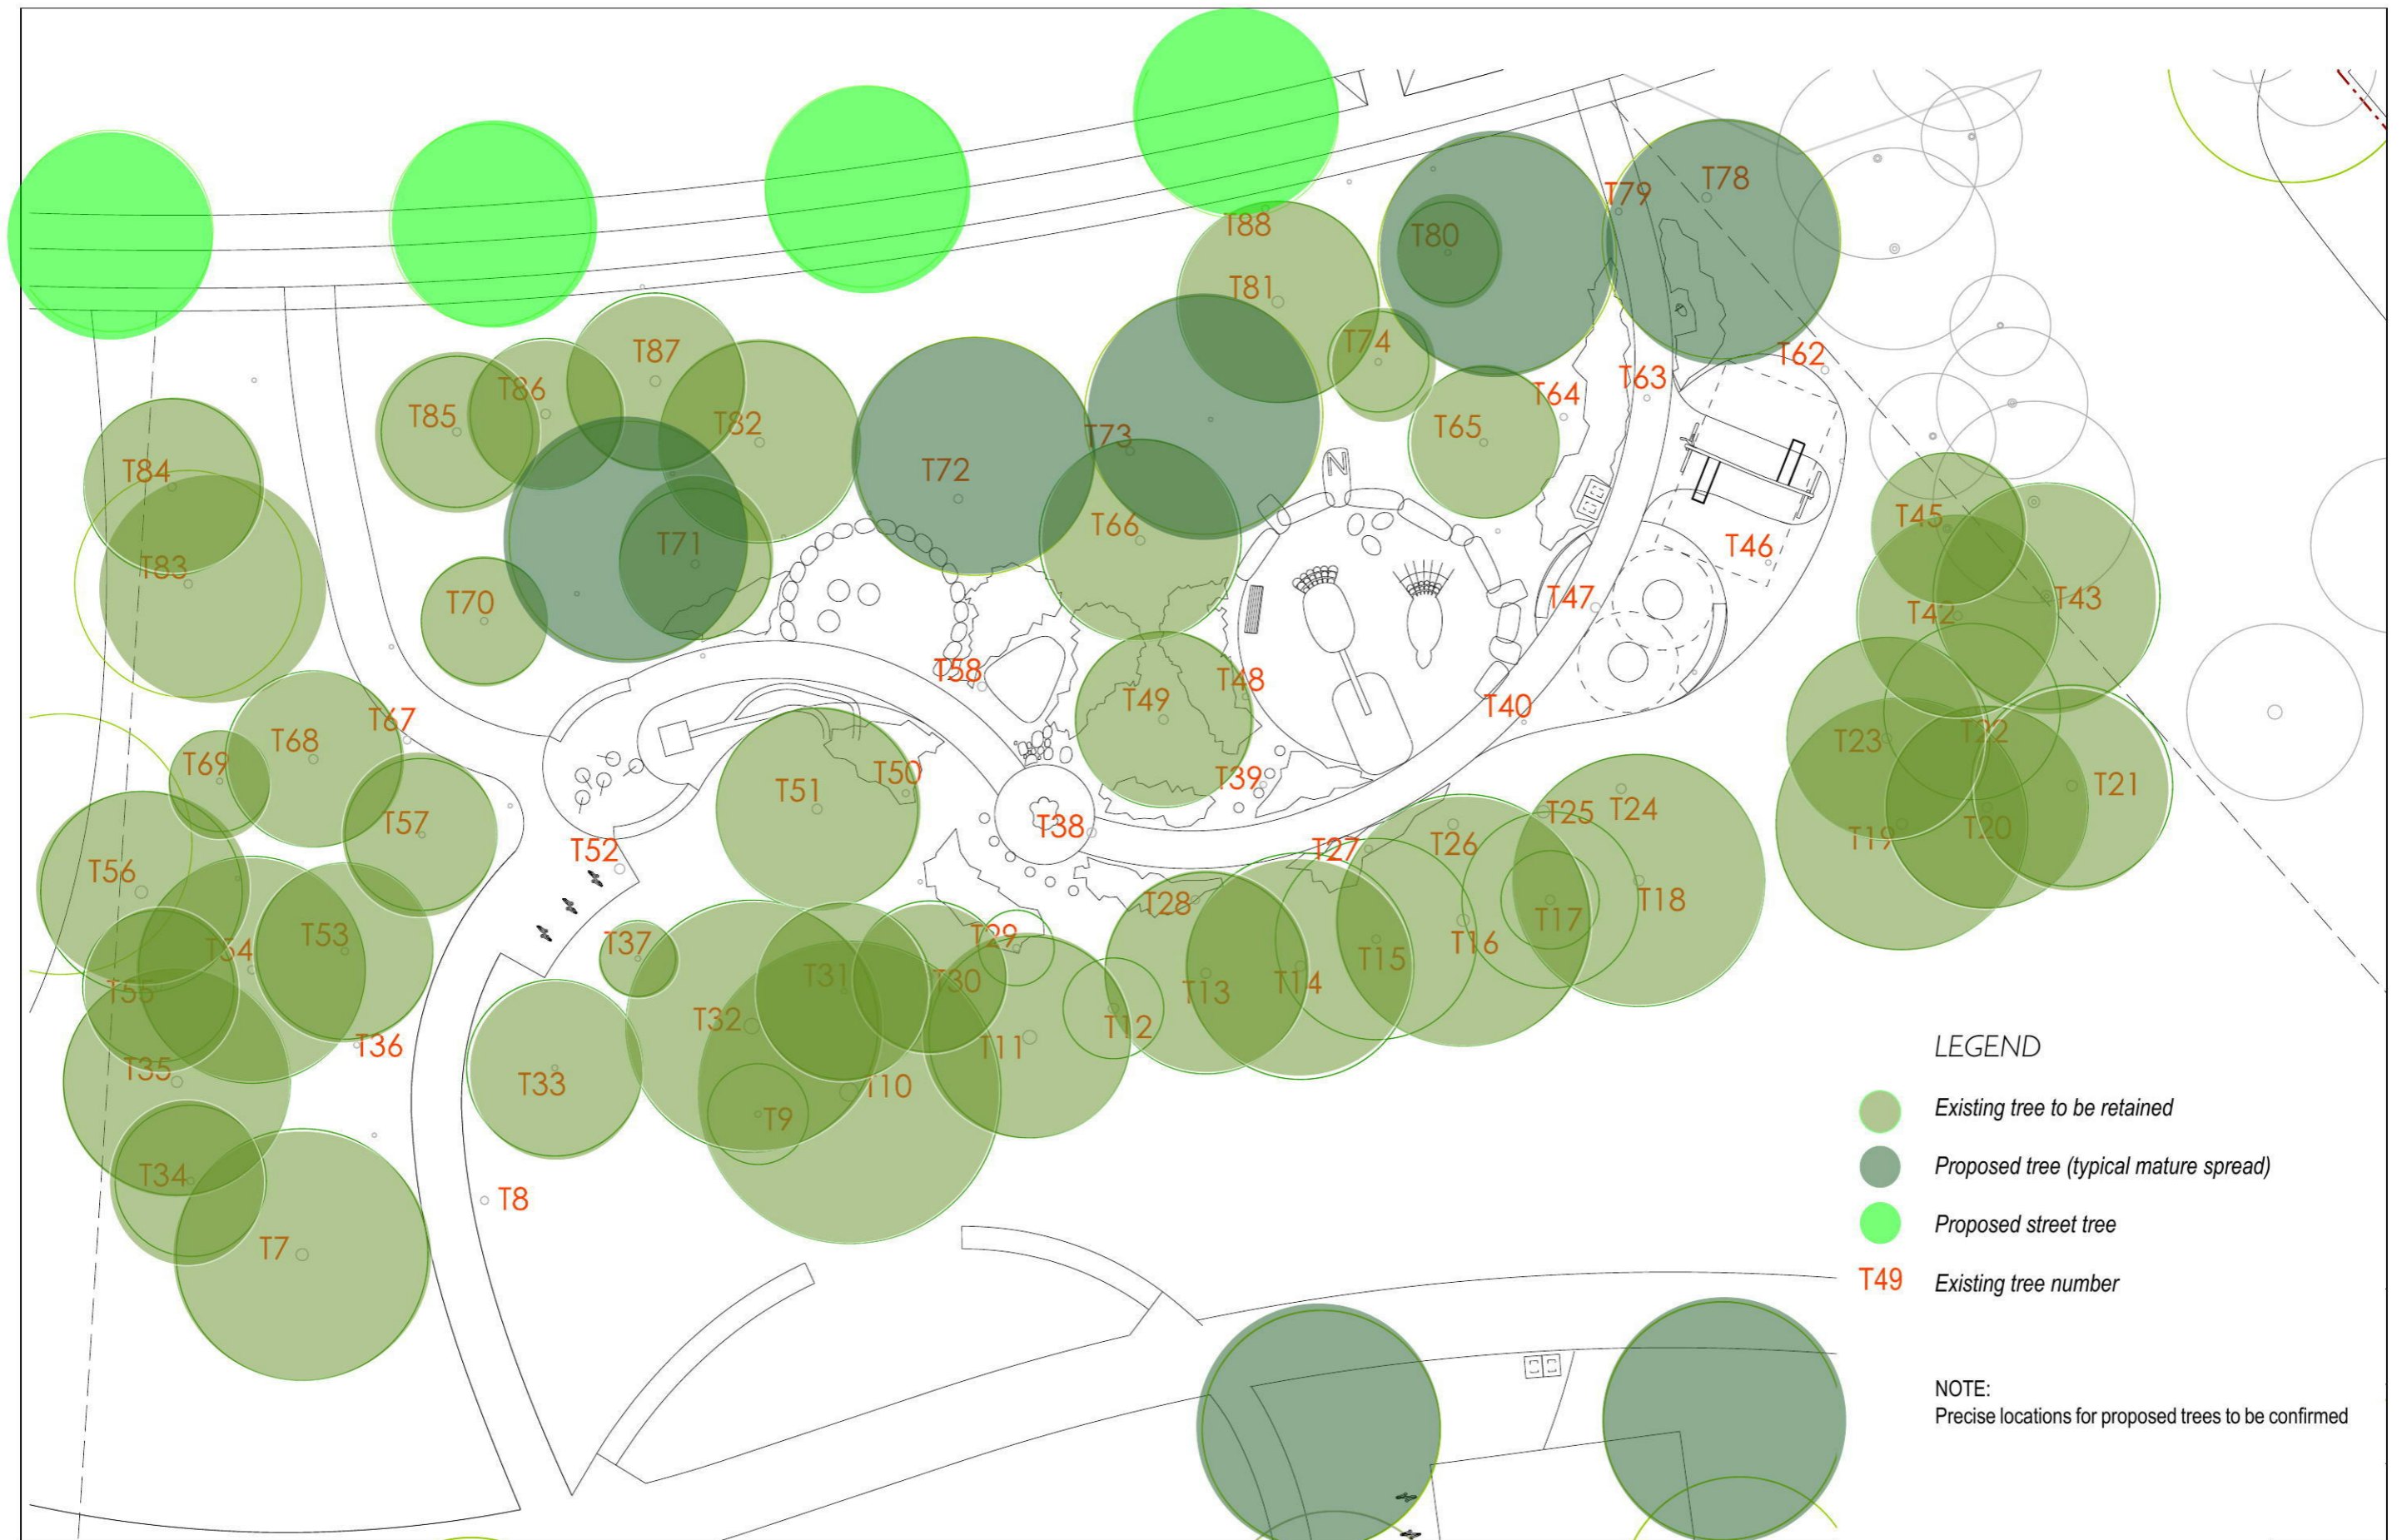 T88
T79
T78
T80
T81
T87
T74
T62
T86
T85
T82
T73
T65
T64
T63
N
T84
T72
T66
T45
T83
T71
T46
T70
T47
T42
T43
T58
T48
T49
T40
T68
T67
T69
T23
T22
T57
T51
T50
T39
T21
T24
T25
T26
T38
T27
T19
T20
T52
T56
T28
T18
T17
T16
T53
T54
T37
T29
T15
T31
T30
T14
T13
T55
T32
T12
T11
T36
T35
T33
T10
T9
T34
T8
T7
LEGEND
Existing tree to be retained
Proposed tree (typical mature spread)
Proposed street tree
T49
Existing tree number
NOTE:
Precise locations for proposed trees to be confirmed